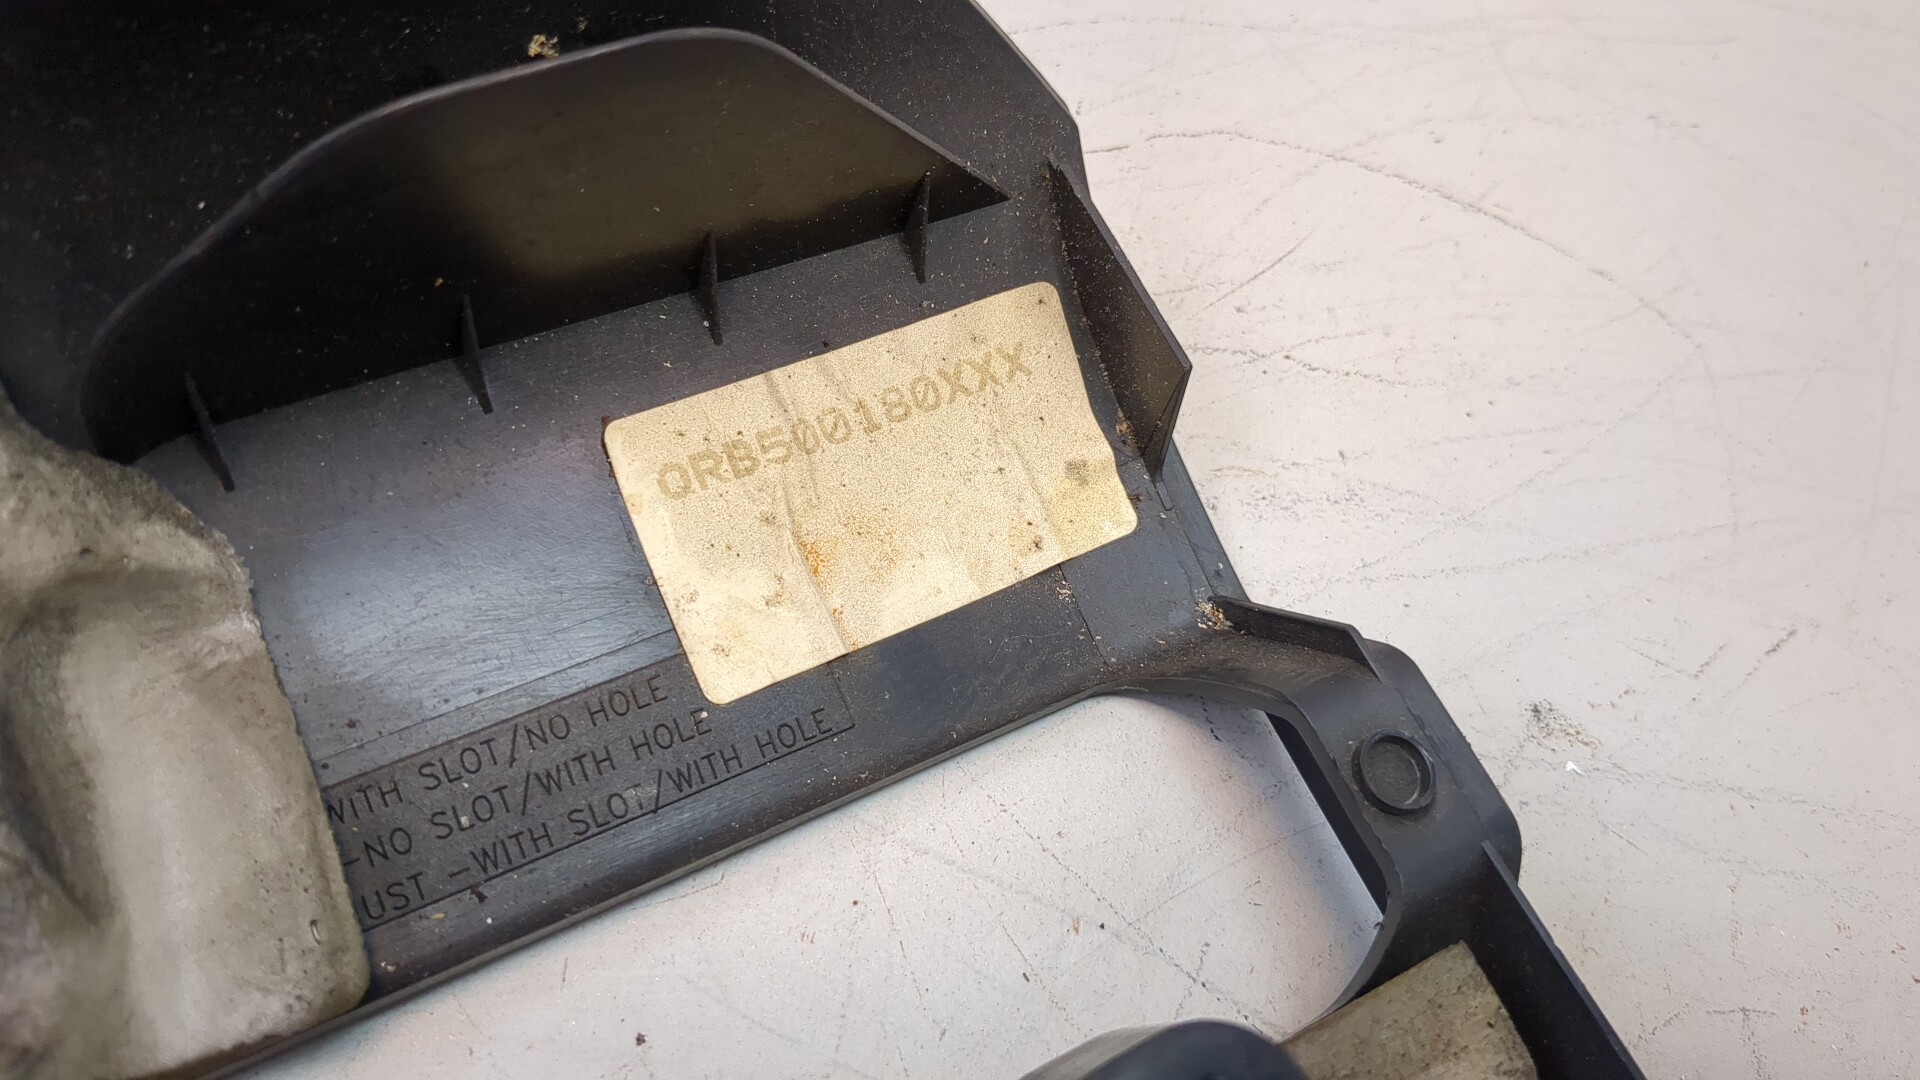 QRB500180XXX
WITH SLOT/NO HOLE
-NO SLOT/WITH HOLE
UST -WITH SLOT/WITH HOLE